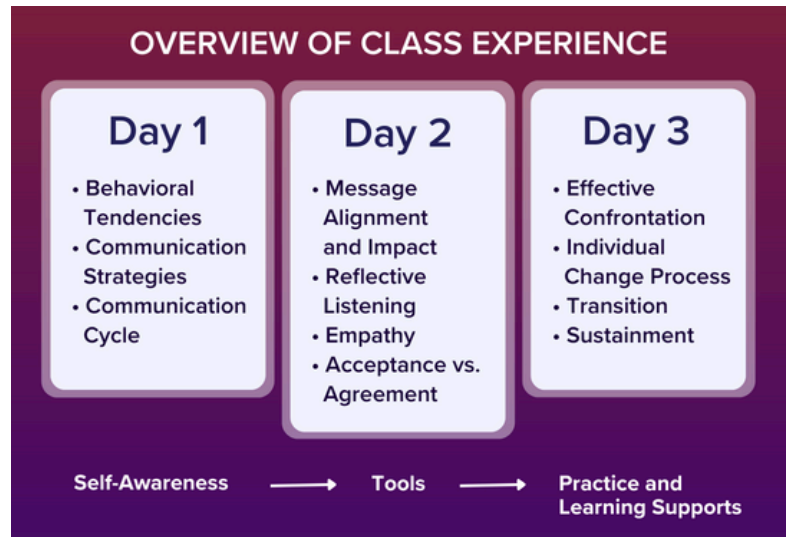 OVERVIEW OF CLASS EXPERIENCE
Day 1
• Behavioral
Tendencies
• Communication
Strategies
• Communication
Cycle
Day 2
• Message
Alignment
and Impact
• Reflective
Listening
• Empathy
• Acceptance vs.
Agreement
Day 3
• Effective
Confrontation
• Individual
Change Process
• Transition
• Sustainment
Self-Awareness
Tools
Practice and
Learning Supports